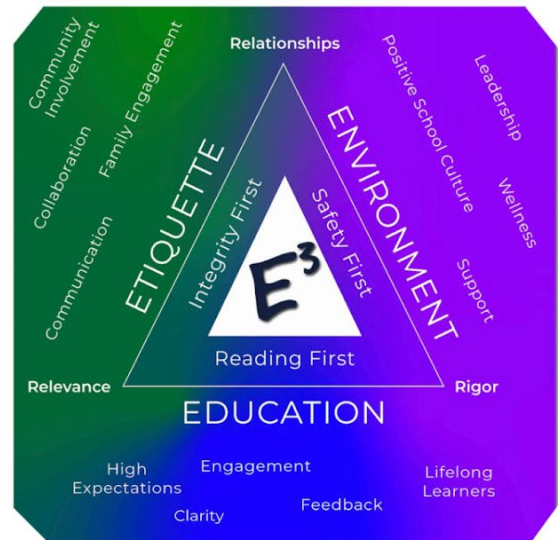 Relationships
Community
Involvement
Family Engagement
Collaboration
Communication
ETIQUETTE
Integrity First
ENVIRONMENT
Safety First
Positive School Culture
Leadership
Wellness
Support
E³
Reading First
Relevance
Rigor
EDUCATION
High
Expectations
Engagement
Clarity
Feedback
Lifelong
Learners